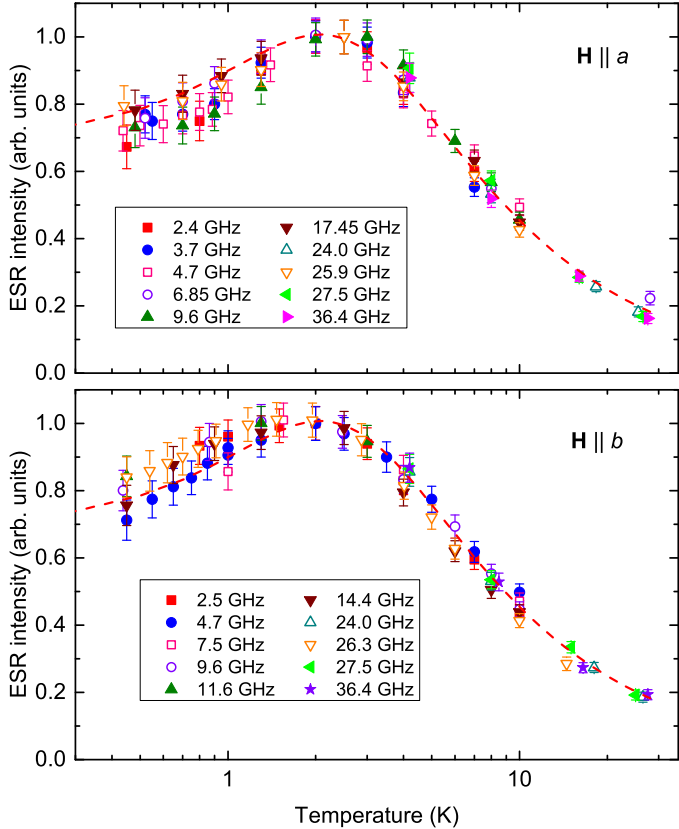 1.0
0.8
0.6
0.4
0.2
0.0
ESR intensity (arb. units)
H || a
2.4 GHz 17.45 GHz
3.7 GHz 24.0 GHz
4.7 GHz 25.9 GHz
6.85 GHz 27.5 GHz
9.6 GHz 36.4 GHz
1.0
0.8
0.6
0.4
0.2
0.0
ESR intensity (arb. units)
H || b
2.5 GHz 14.4 GHz
4.7 GHz 24.0 GHz
7.5 GHz 26.3 GHz
9.6 GHz 27.5 GHz
11.6 GHz 36.4 GHz
1 10
Temperature (K)